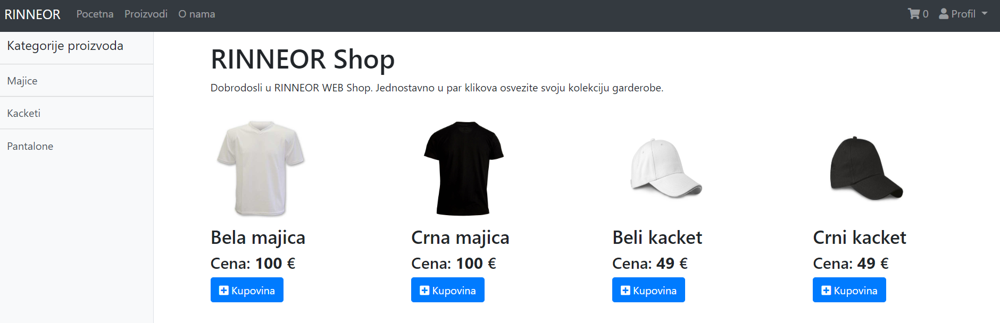 RINNEOR Pocetna Proizvodi O nama 0 Profil
Kategorije proizvoda
Majice
Kacketi
Pantalone
RINNEOR Shop
Dobrodosli u RINNEOR WEB Shop. Jednostavno u par klikova osvezite svoju kolekciju garderobe.
Bela majica
Cena: 100 €
Kupovina
Crna majica
Cena: 100 €
Kupovina
Beli kacket
Cena: 49 €
Kupovina
Crni kacket
Cena: 49 €
Kupovina